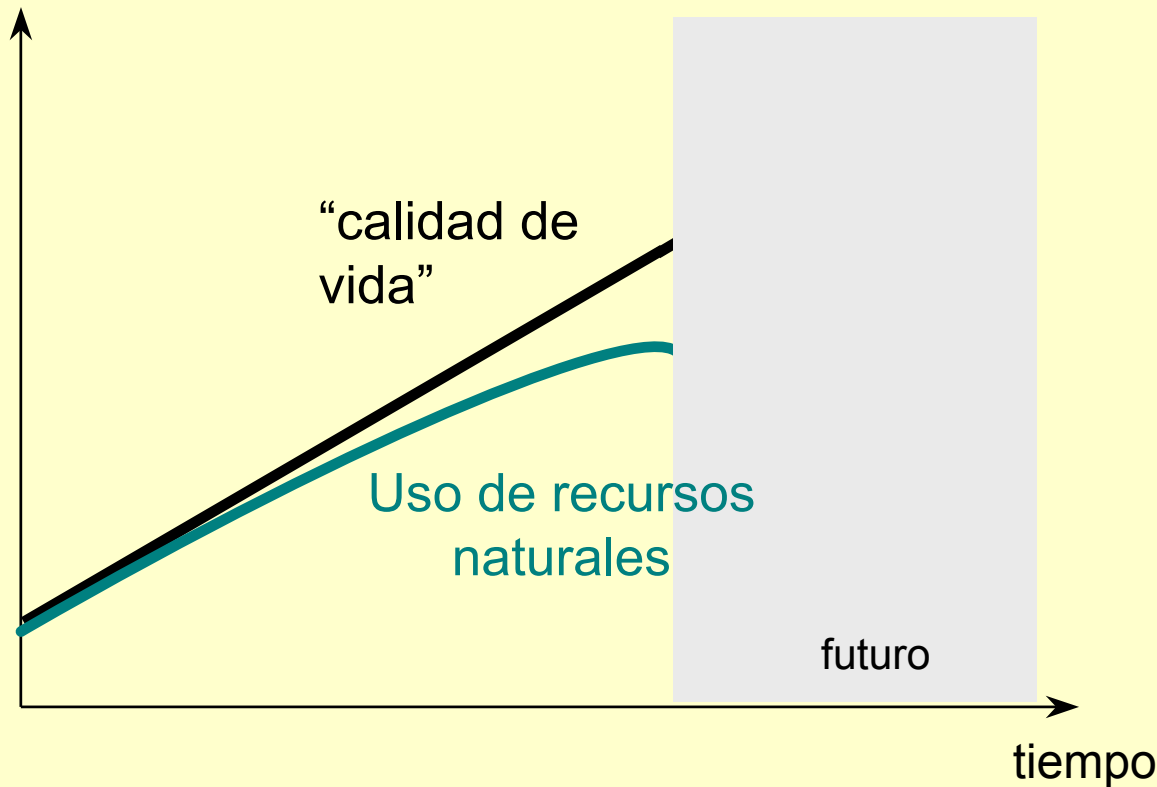 “calidad de
vida”
Uso de recursos
naturales
futuro
tiempo